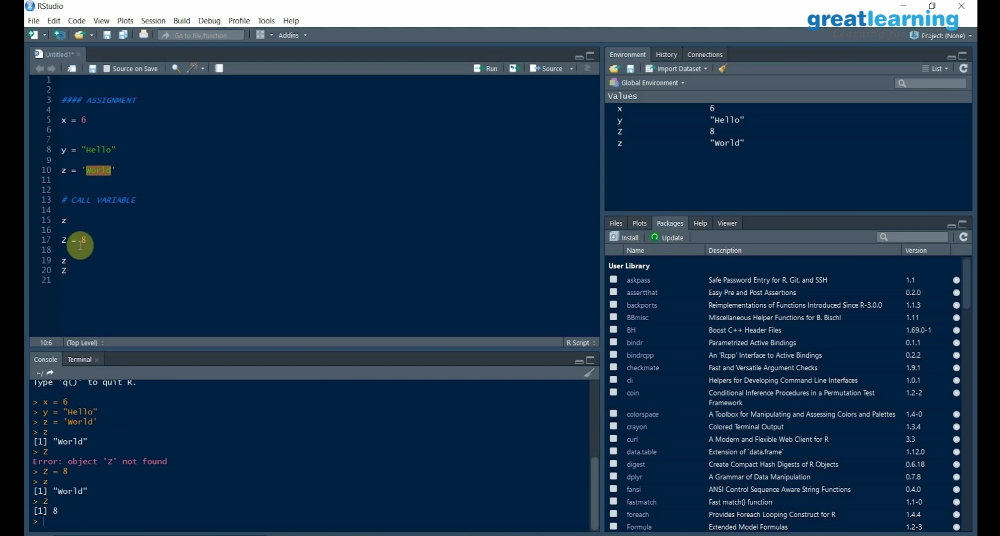 RStudio
File Edit Code View Plots Session Build Debug Profile Tools Help
greatlearning
Go to file/function Addins Project: (None)
Untitled1*
Source on Save Run Source
1
2
3 #### ASSIGNMENT
4
5 x = 6
6
7
8 y = "Hello"
9
10 z = 'World'
11
12
13 # CALL VARIABLE
14
15 z
16
17 Z = 8
18
19 z
20 Z
21
10:6 (Top Level) R Script
Console Terminal
~/
Type 'q()' to quit R.
> x = 6
> y = "Hello"
> z = 'World'
> z
[1] "World"
> Z
Error: object 'Z' not found
> Z = 8
> z
[1] "World"
> Z
[1] 8
>
Environment History Connections
Import Dataset List
Global Environment
Values
x 6
y "Hello"
Z 8
z "World"
Files Plots Packages Help Viewer
Install Update
Name Description Version
User Library
askpass Safe Password Entry for R, Git, and SSH 1.1
assertthat Easy Pre and Post Assertions 0.2.0
backports Reimplementations of Functions Introduced Since R-3.0.0 1.1.3
BBmisc Miscellaneous Helper Functions for B. Bischl 1.11
BH Boost C++ Header Files 1.69.0-1
bindr Parametrized Active Bindings 0.1.1
bindrcpp An 'Rcpp' Interface to Active Bindings 0.2.2
checkmate Fast and Versatile Argument Checks 1.9.1
cli Helpers for Developing Command Line Interfaces 1.0.1
coin Conditional Inference Procedures in a Permutation Test 1.2-2
Framework
colorspace A Toolbox for Manipulating and Assessing Colors and Palettes 1.4-0
crayon Colored Terminal Output 1.3.4
curl A Modern and Flexible Web Client for R 3.3
data.table Extension of `data.frame` 1.12.0
digest Create Compact Hash Digests of R Objects 0.6.18
dplyr A Grammar of Data Manipulation 0.7.8
fansi ANSI Control Sequence Aware String Functions 0.4.0
fastmatch Fast match() function 1.1-0
foreach Provides Foreach Looping Construct for R 1.4.4
Formula Extended Model Formulas 1.2-3